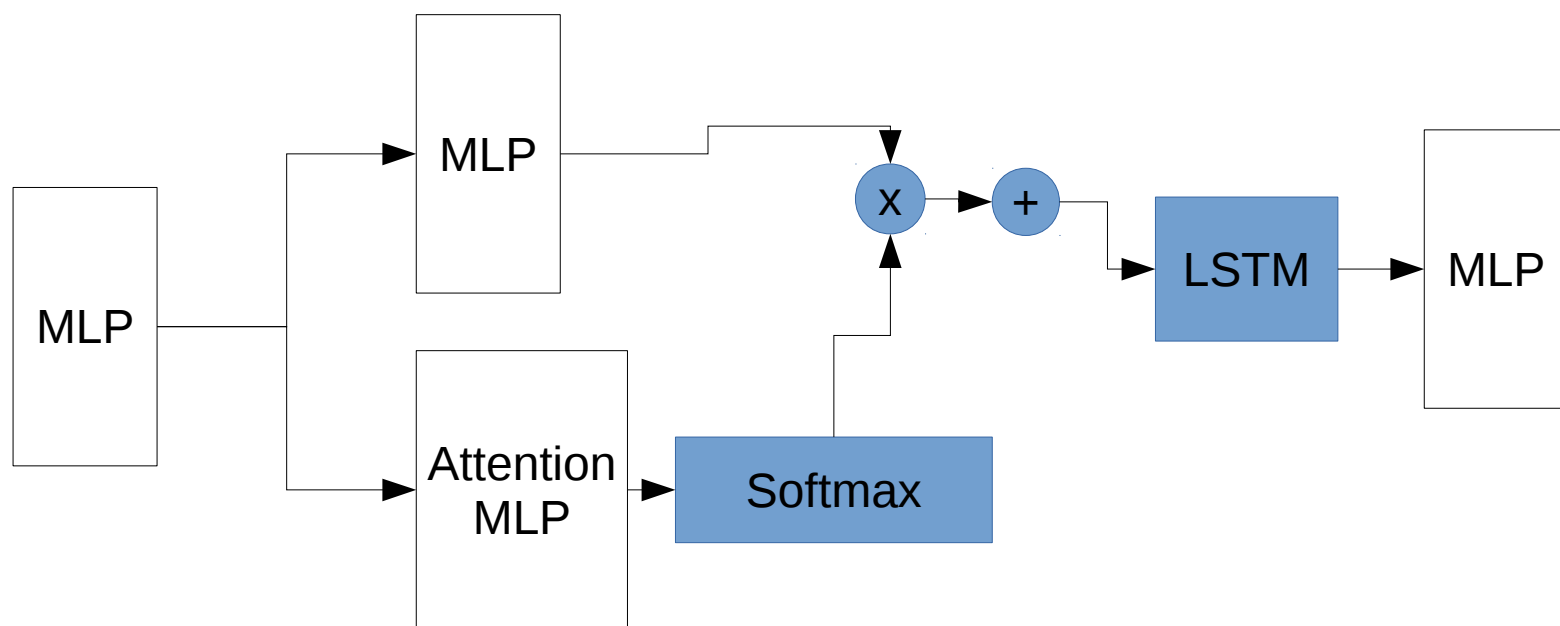 MLP
MLP
Attention
MLP
Softmax
x
+
LSTM
MLP